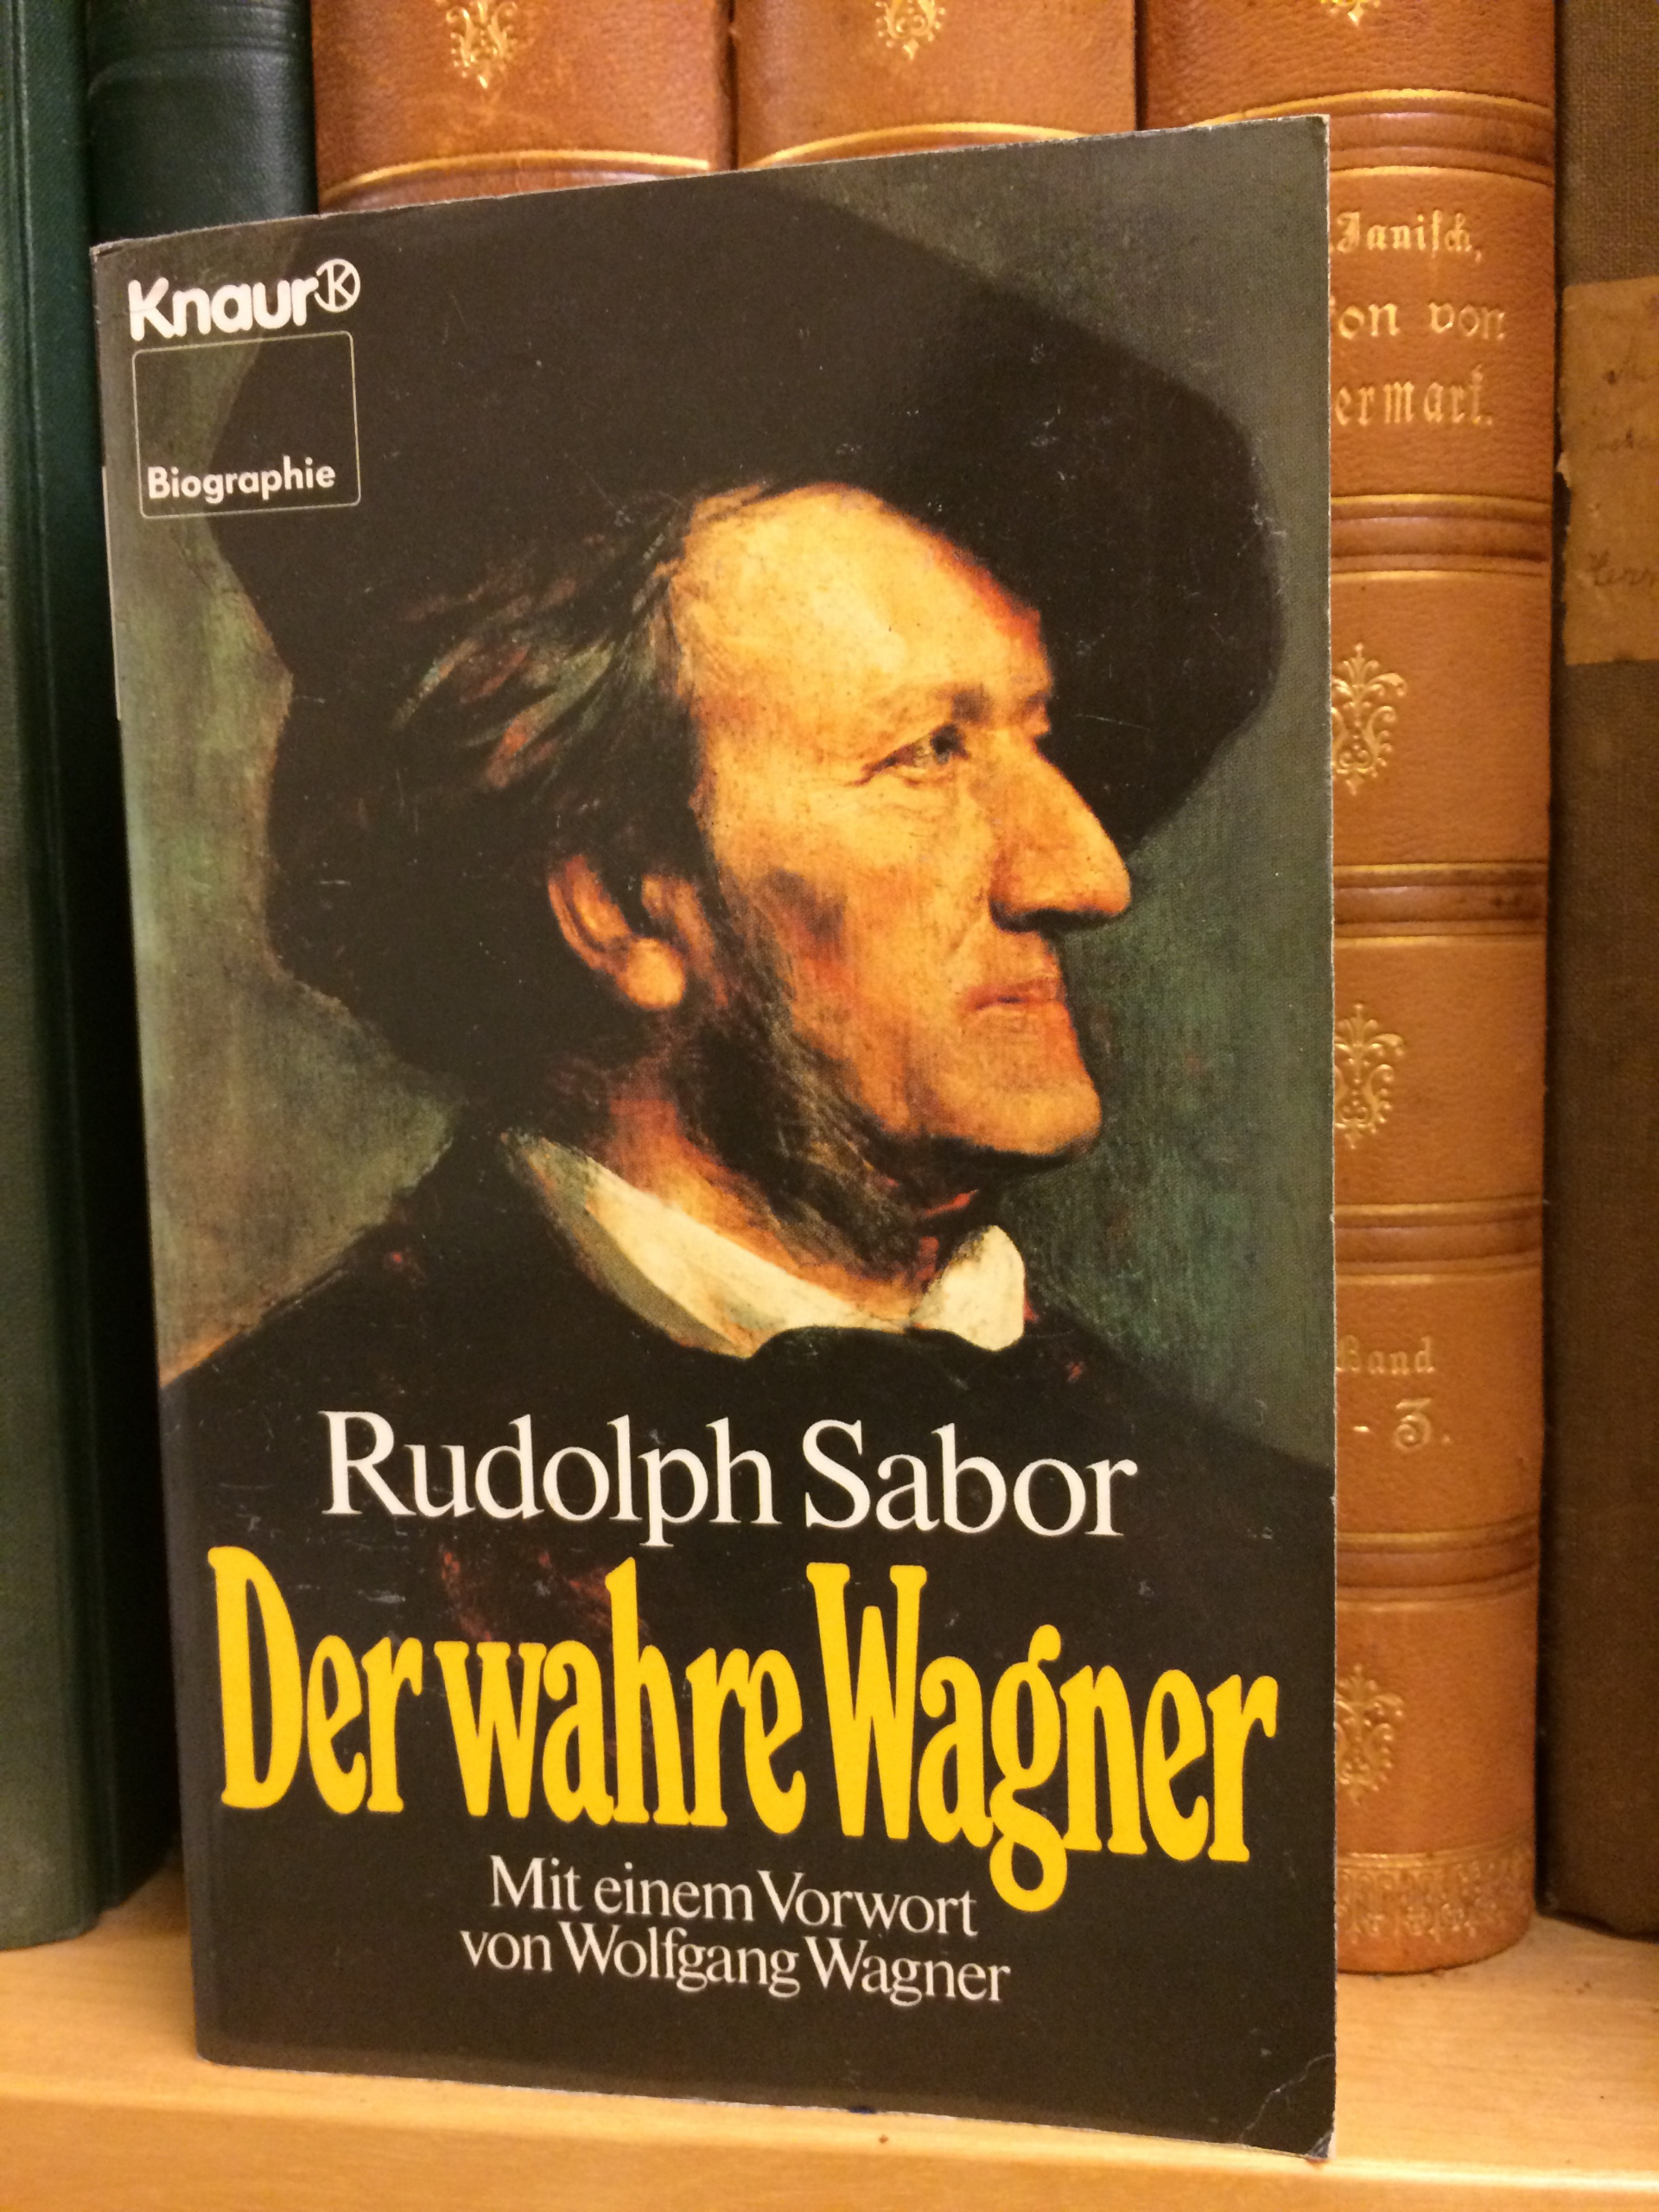 Knaur K
Biographie
Rudolph Sabor
Der wahre Wagner
Mit einem Vorwort
von Wolfgang Wagner
Janisch,
on von
ermark.
Band
- 3.